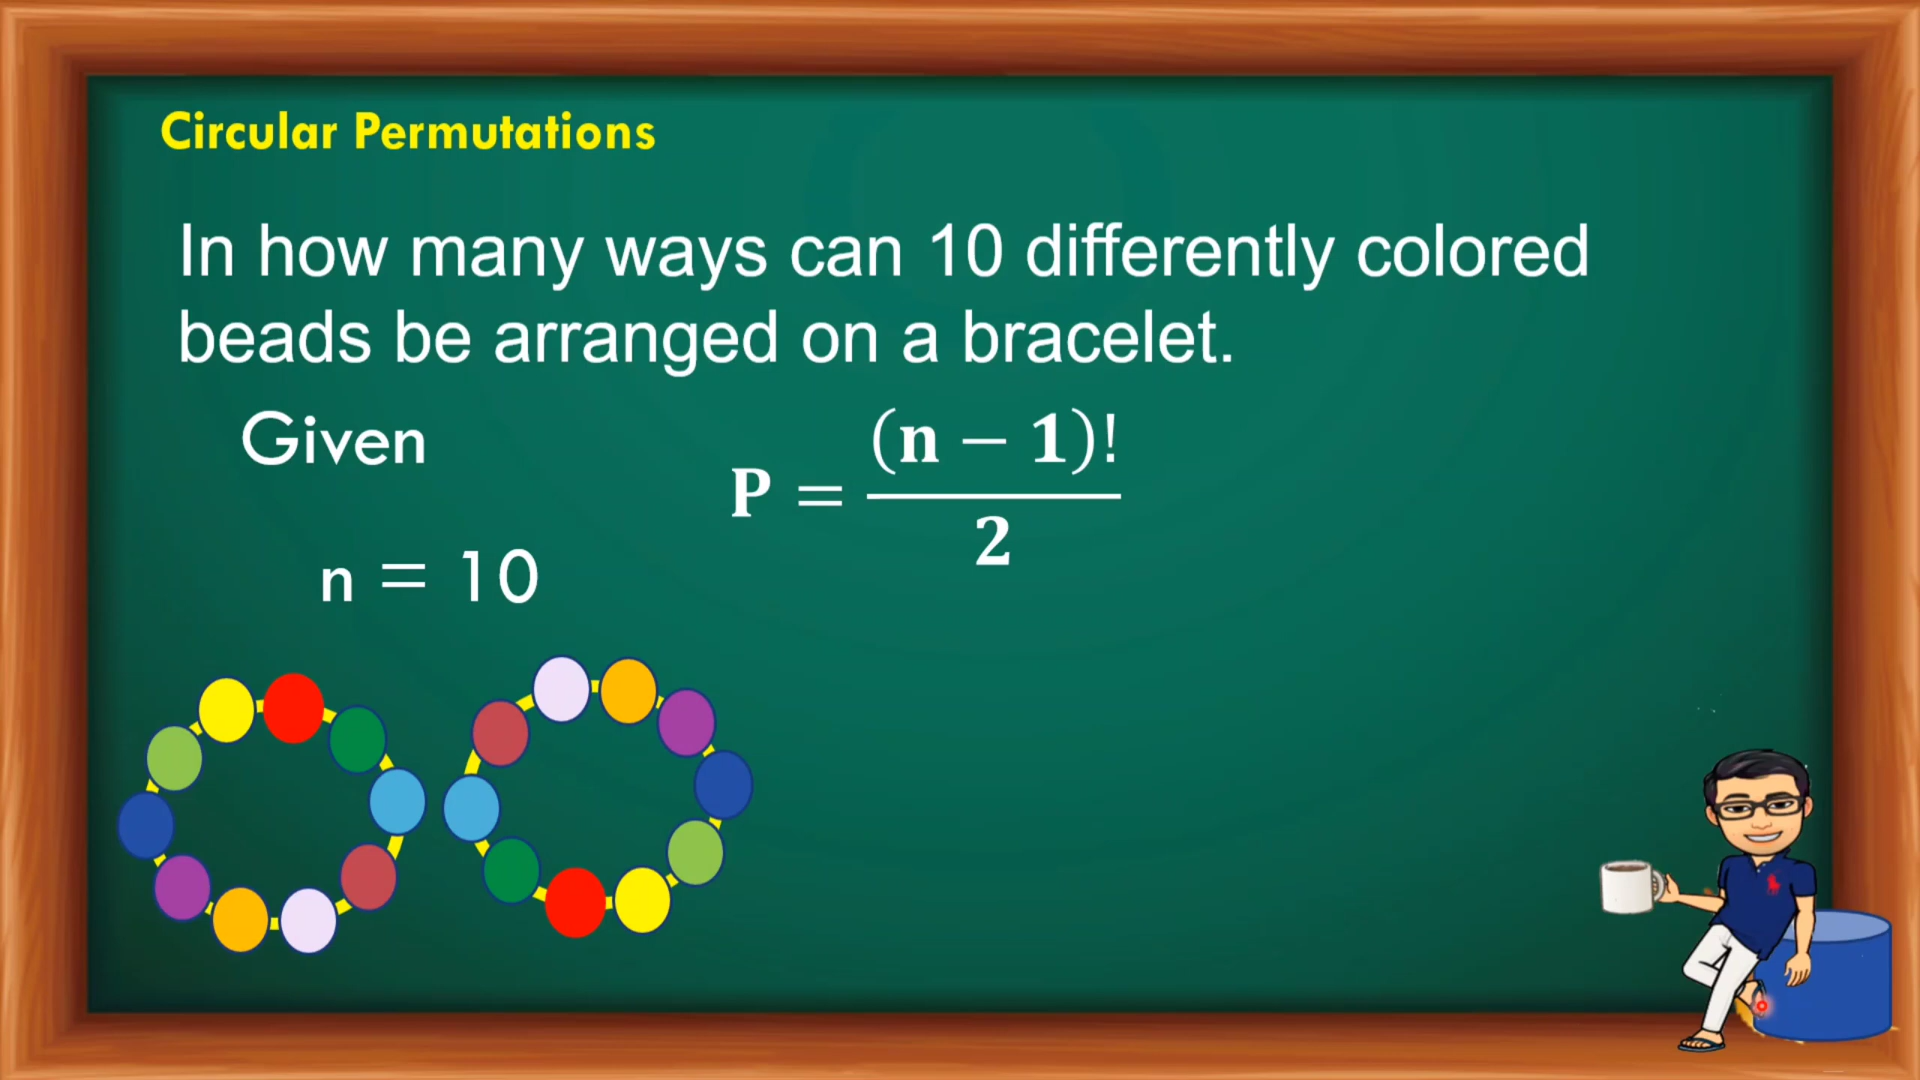 Circular Permutations
In how many ways can 10 differently colored
beads be arranged on a bracelet.
Given
P = (n − 1)! / 2
n = 10